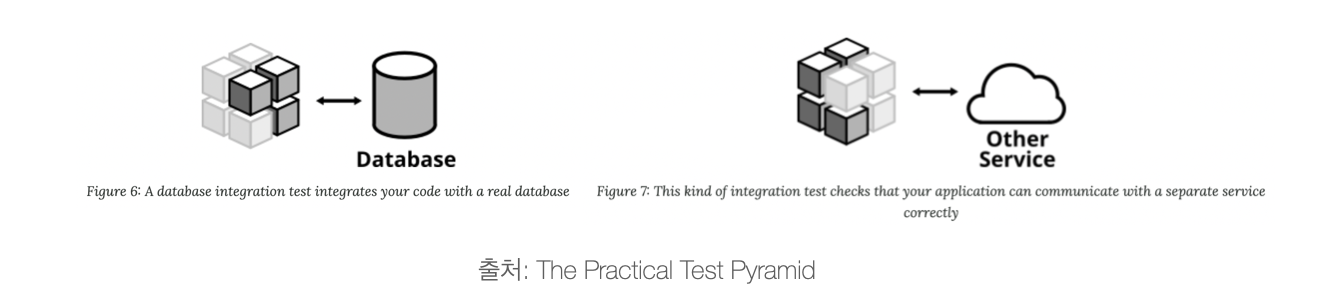 Database
Figure 6: A database integration test integrates your code with a real database
Other
Service
Figure 7: This kind of integration test checks that your application can communicate with a separate service
correctly
출처: The Practical Test Pyramid